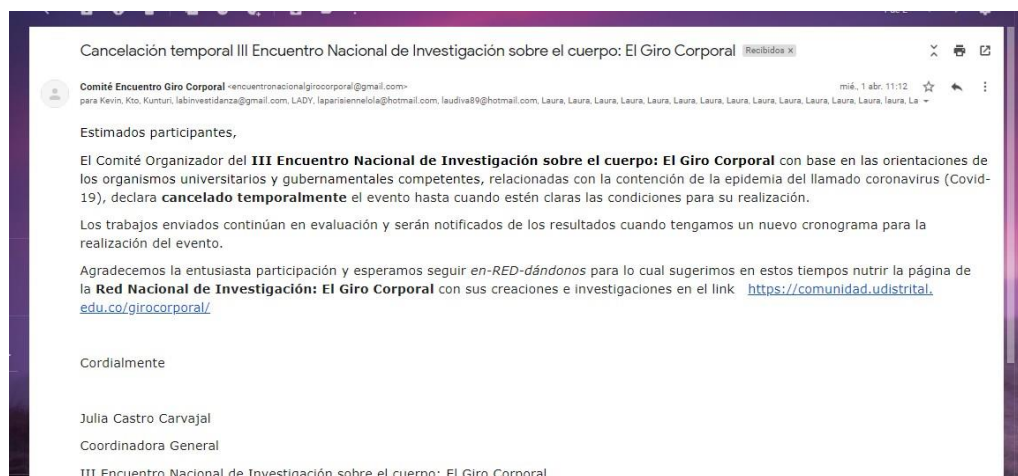 Cancelación temporal III Encuentro Nacional de Investigación sobre el cuerpo: El Giro Corporal Recibidos x
Comité Encuentro Giro Corporal <encuentronacionalgirocorporal@gmail.com> mié., 1 abr. 11:12
para Kevin, Kto, Kunturi, labinvestidanza@gmail.com, LADY, laparisiennelola@hotmail.com, laudiva89@hotmail.com, Laura, Laura, Laura, Laura, Laura, Laura, Laura, Laura, Laura, Laura, Laura, Laura, Laura, laura, La
Estimados participantes,
El Comité Organizador del III Encuentro Nacional de Investigación sobre el cuerpo: El Giro Corporal con base en las orientaciones de
los organismos universitarios y gubernamentales competentes, relacionadas con la contención de la epidemia del llamado coronavirus (Covid-
19), declara cancelado temporalmente el evento hasta cuando estén claras las condiciones para su realización.
Los trabajos enviados continúan en evaluación y serán notificados de los resultados cuando tengamos un nuevo cronograma para la
realización del evento.
Agradecemos la entusiasta participación y esperamos seguir en-RED-dándonos para lo cual sugerimos en estos tiempos nutrir la página de
la Red Nacional de Investigación: El Giro Corporal con sus creaciones e investigaciones en el link https://comunidad.udistrital.
edu.co/girocorporal/
Cordialmente
Julia Castro Carvajal
Coordinadora General
III Encuentro Nacional de Investigación sobre el cuerpo: El Giro Corporal